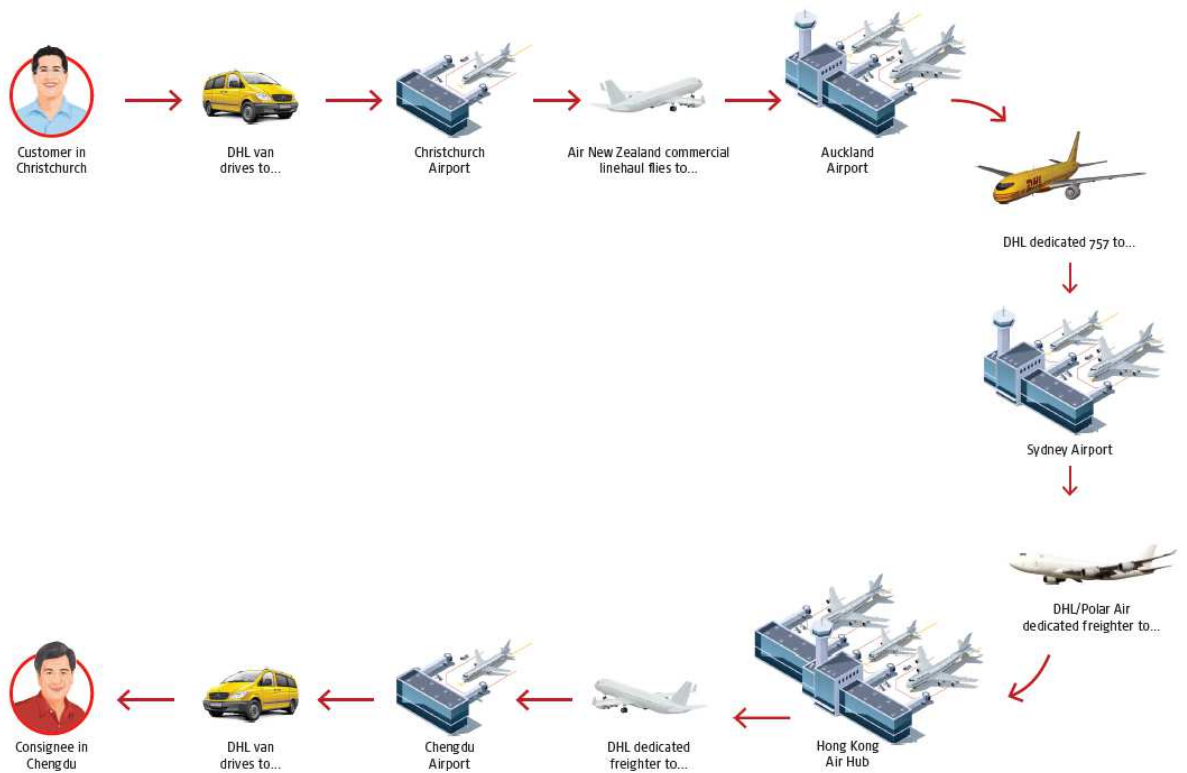 Customer in
Christchurch
DHL van
drives to...
Christchurch
Airport
Air New Zealand commercial
linehaul flies to...
Auckland
Airport
DHL
DHL dedicated 757 to...
Sydney Airport
DHL/Polar Air
dedicated freighter to...
Hong Kong
Air Hub
DHL dedicated
freighter to...
Chengdu
Airport
DHL van
drives to...
Consignee in
Chengdu